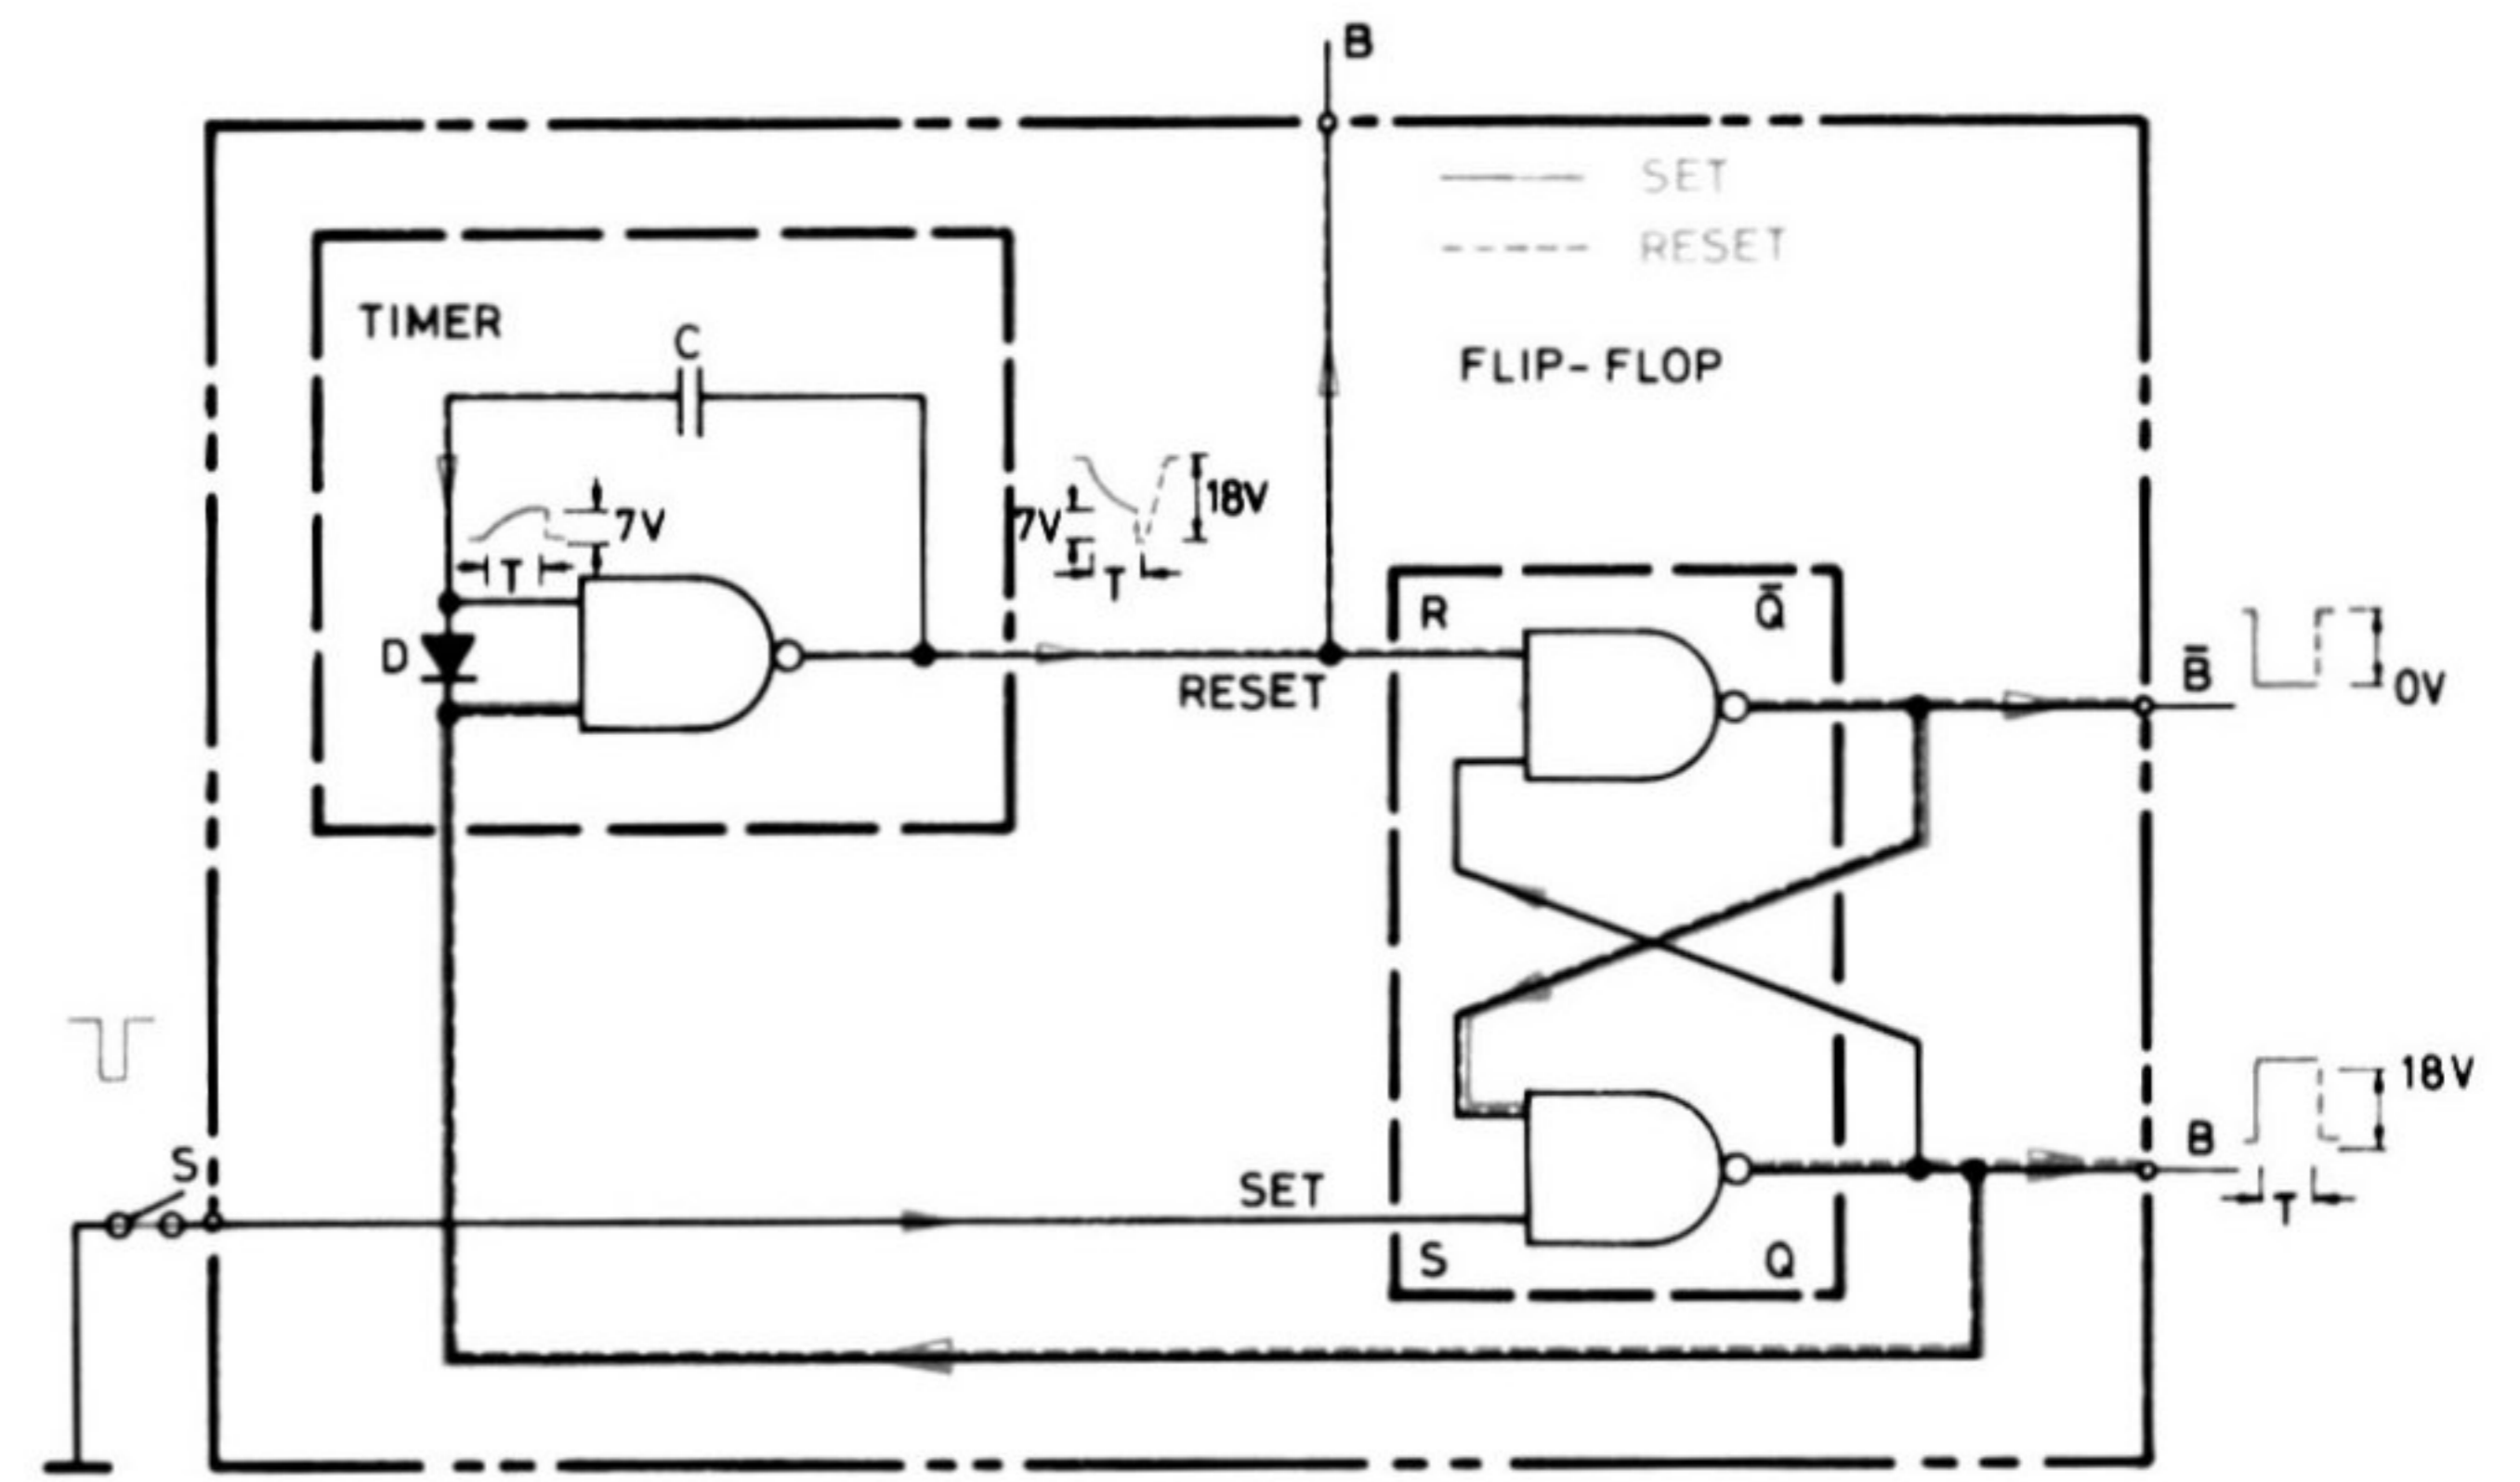 B
SET
RESET
TIMER
C
FLIP-FLOP
7V
T
7V
18V
T
D
R
Q̄
RESET
B̄
0V
S
SET
18V
B
T
S
Q